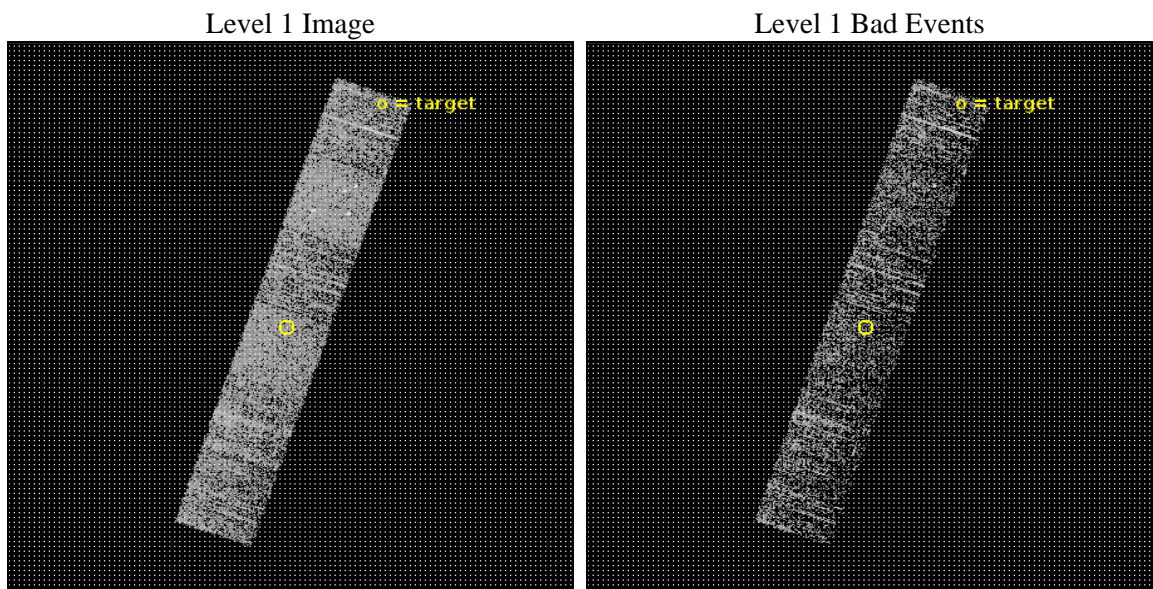 Level 1 Image
Level 1 Bad Events
o = target
o = target